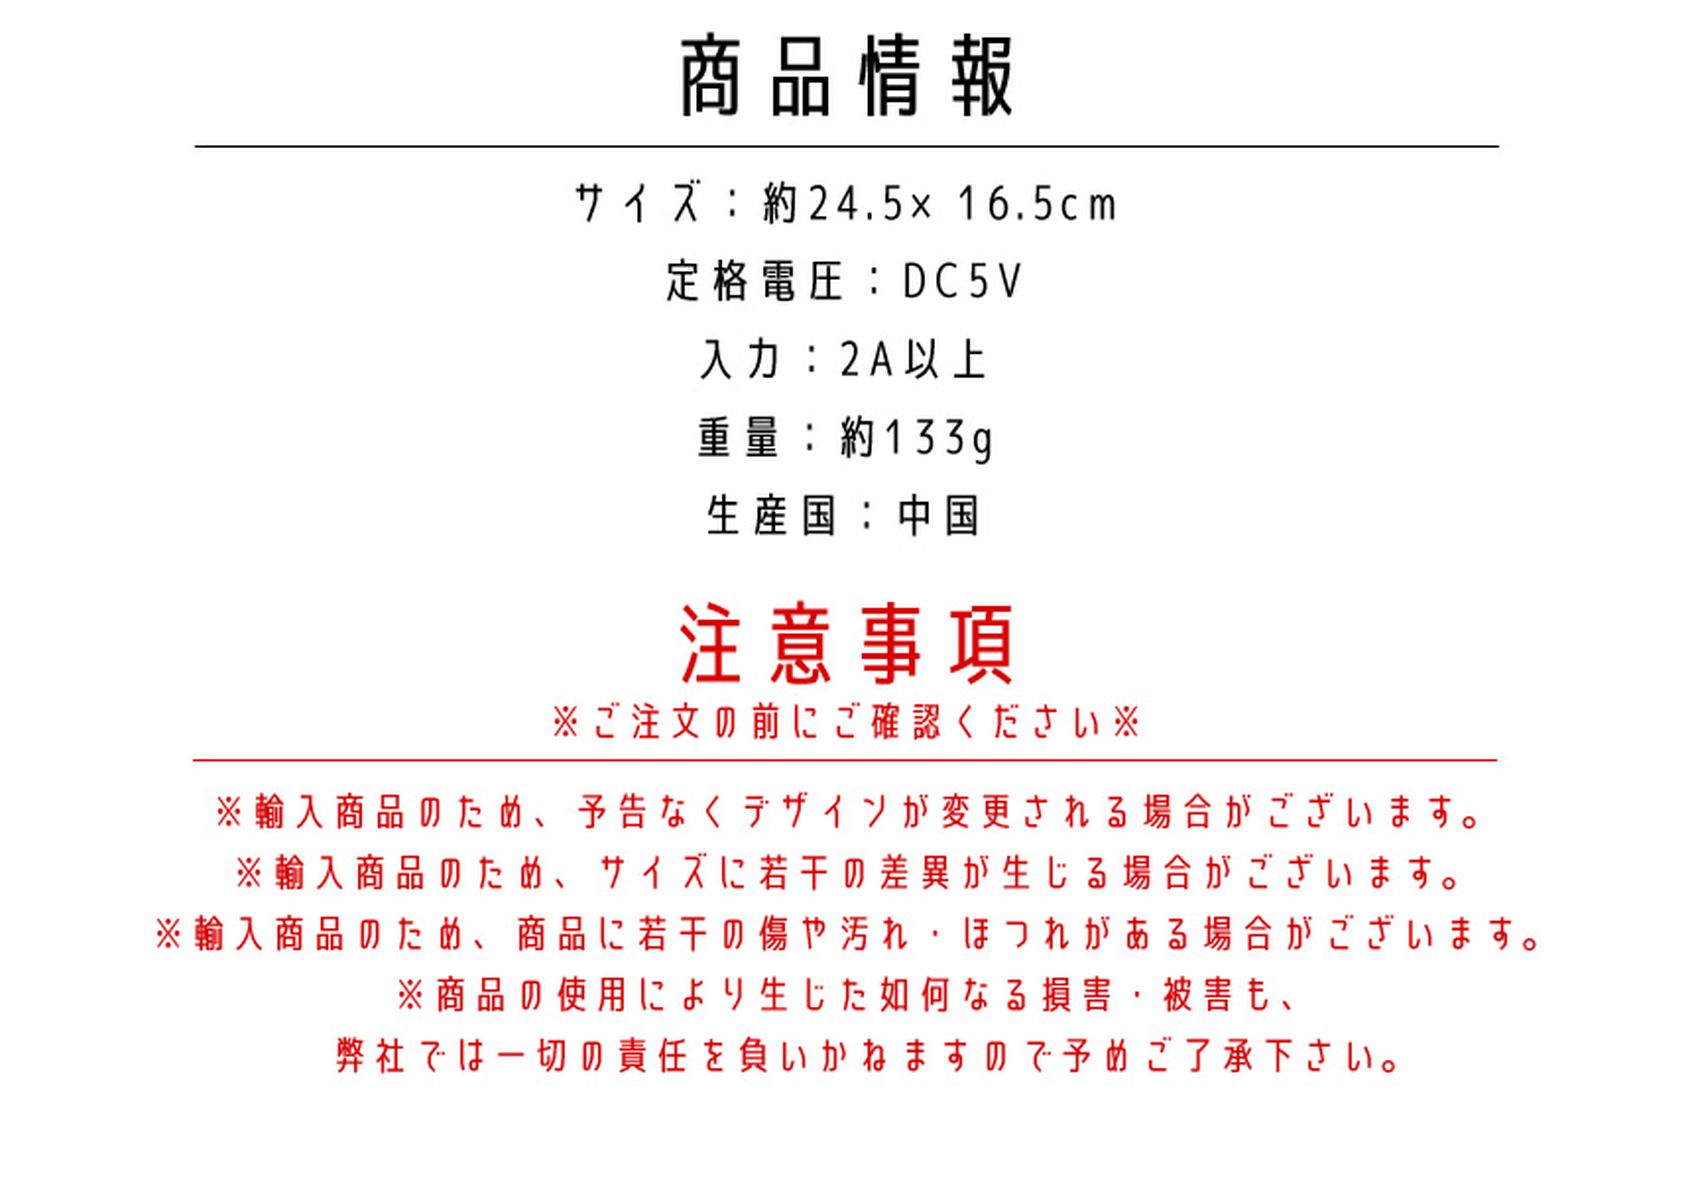 商品情報
サイズ：約24.5× 16.5cm
定格電圧：DC5V
入力：2A以上
重量：約133g
生産国：中国
注意事項
※ご注文の前にご確認ください※
※輸入商品のため、予告なくデザインが変更される場合がございます。
※輸入商品のため、サイズに若干の差異が生じる場合がございます。
※輸入商品のため、商品に若干の傷や汚れ・ほつれがある場合がございます。
※商品の使用により生じた如何なる損害・被害も、
弊社では一切の責任を負いかねますので予めご了承下さい。